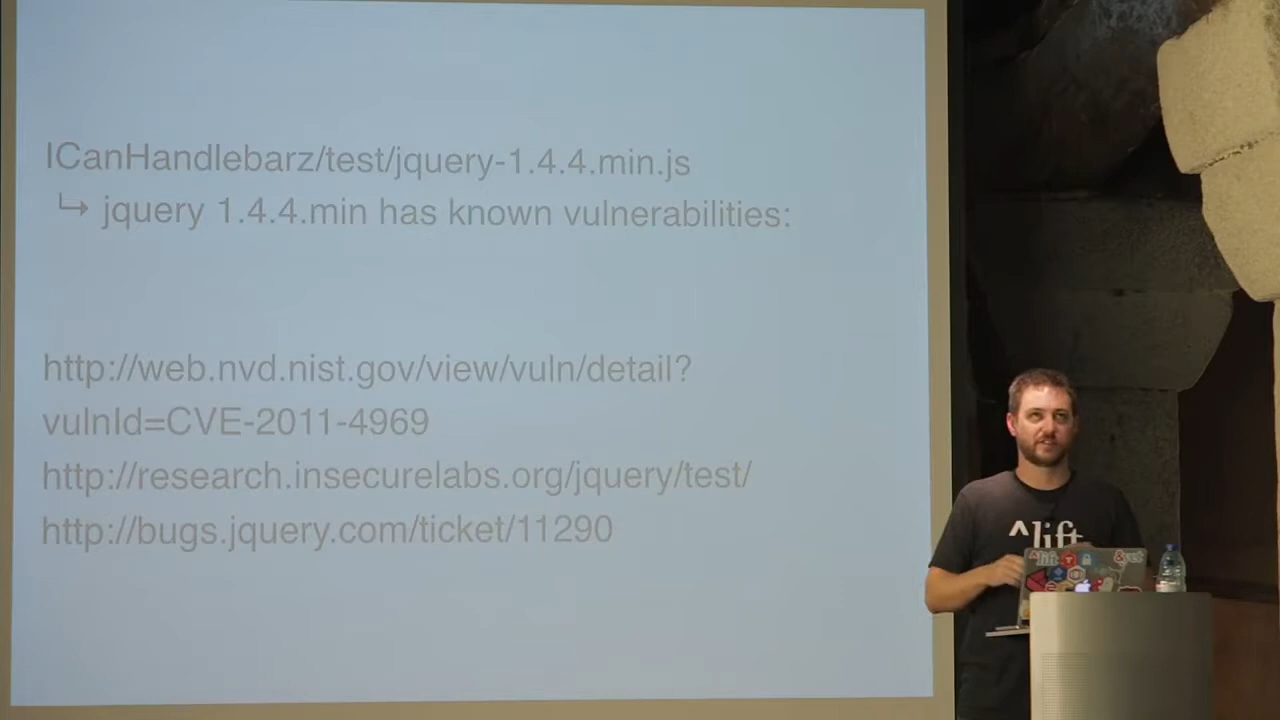 ICanHandlebarz/test/jquery-1.4.4.min.js
↳ jquery 1.4.4.min has known vulnerabilities:
http://web.nvd.nist.gov/view/vuln/detail?
vulnId=CVE-2011-4969
http://research.insecurelabs.org/jquery/test/
http://bugs.jquery.com/ticket/11290
^lift
^lift
&yet